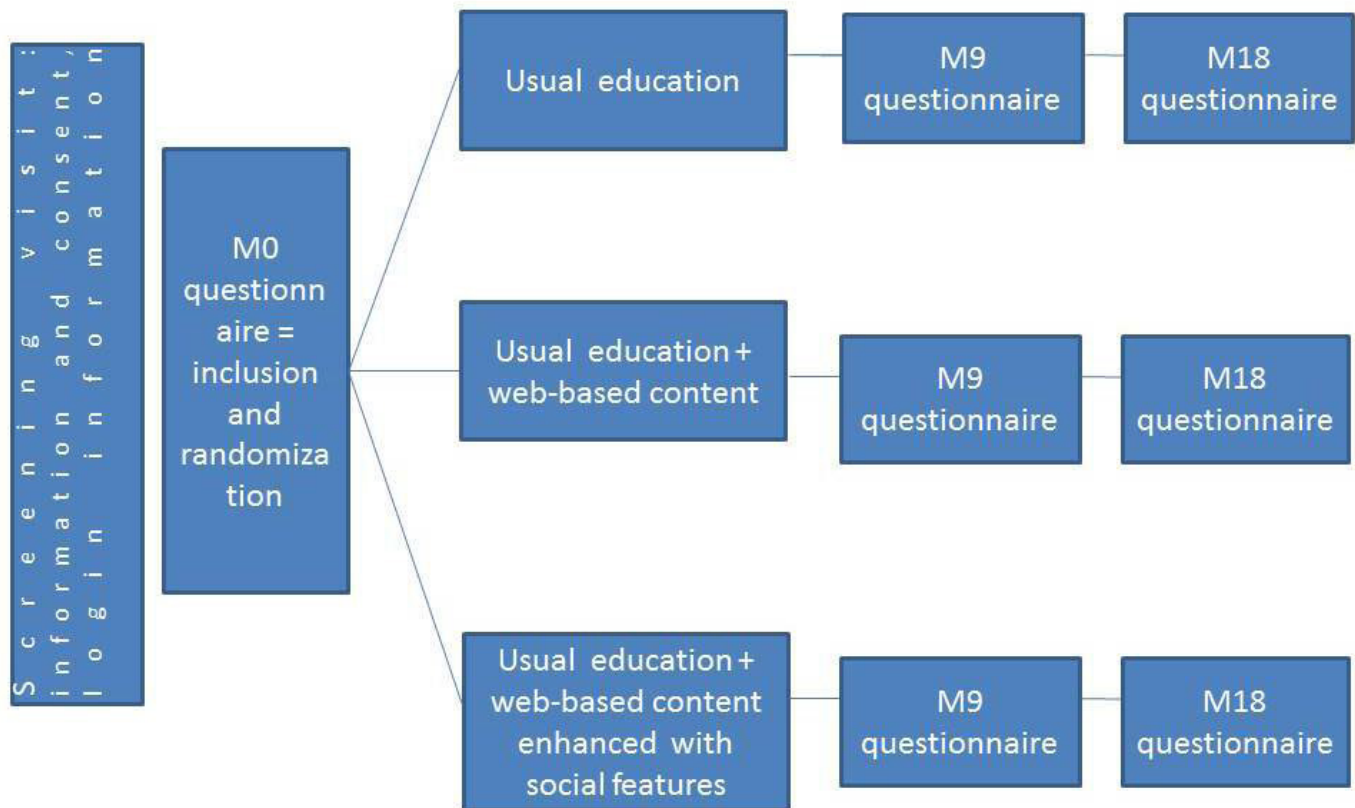 Screening visit:
information and consent,
login information
M0
questionn
aire =
inclusion
and
randomiza
tion
Usual education
M9
questionnaire
M18
questionnaire
Usual education +
web-based content
M9
questionnaire
M18
questionnaire
Usual education +
web-based content
enhanced with
social features
M9
questionnaire
M18
questionnaire